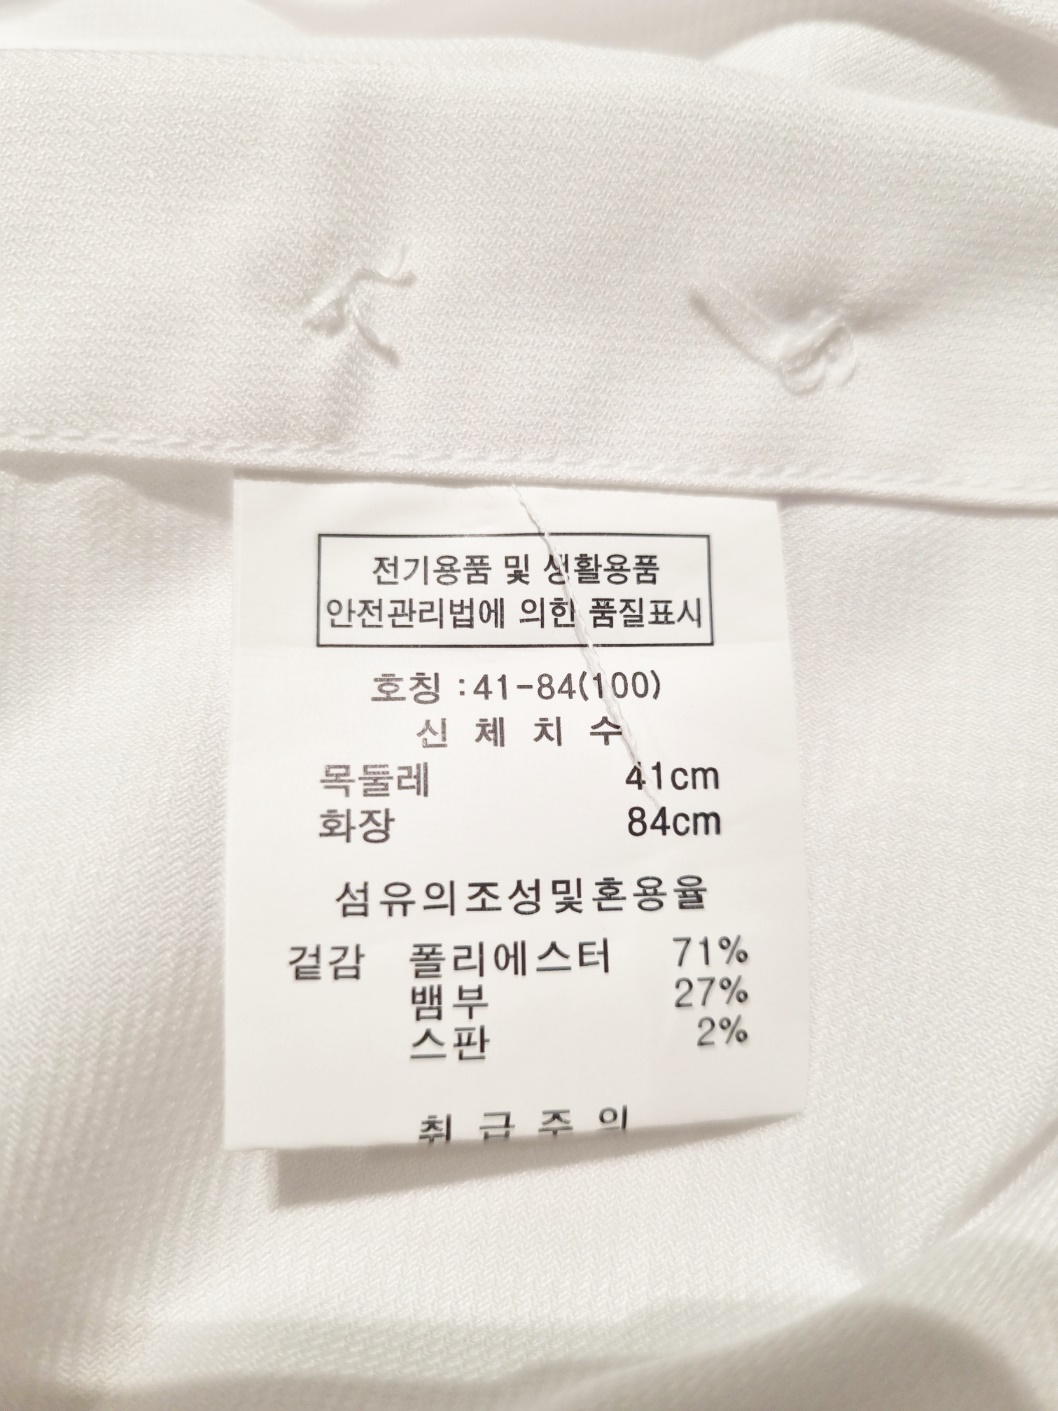 전기용품 및 생활용품
안전관리법에 의한 품질표시
호칭 :41-84(100)
신 체 치 수
목둘레 41cm
화장 84cm
섬유의조성및혼용율
겉감 폴리에스터 71%
뱀부 27%
스판 2%
취 급 주 의